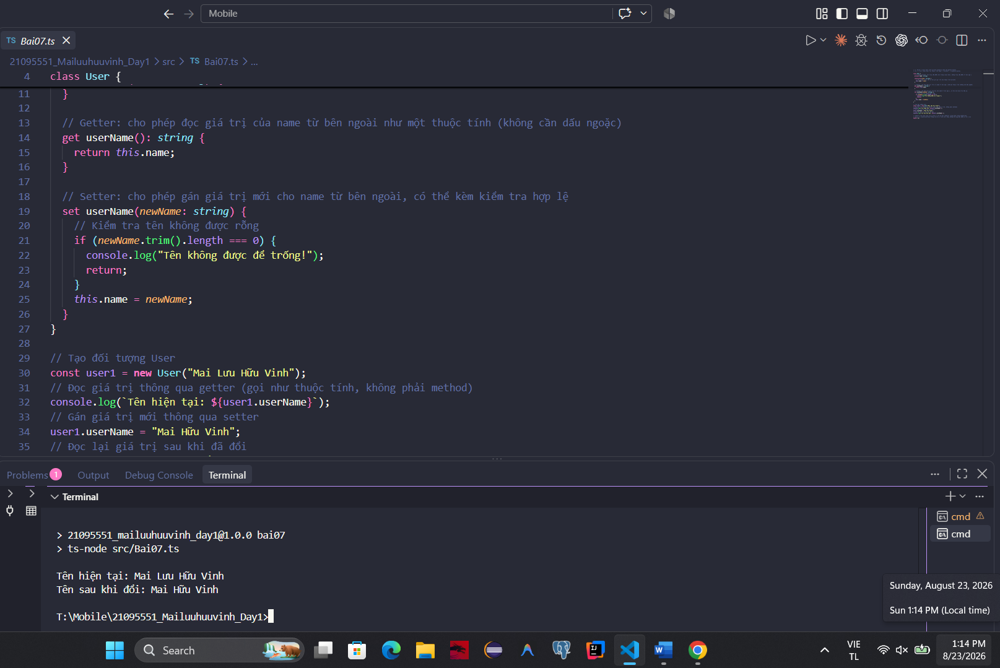 Mobile
TS Bai07.ts
21095551_Mailuuhuuvinh_Day1 > src > TS Bai07.ts > ...
4 class User {
11 }
12
13 // Getter: cho phép đọc giá trị của name từ bên ngoài như một thuộc tính (không cần dấu ngoặc)
14 get userName(): string {
15 return this.name;
16 }
17
18 // Setter: cho phép gán giá trị mới cho name từ bên ngoài, có thể kèm kiểm tra hợp lệ
19 set userName(newName: string) {
20 // Kiểm tra tên không được rỗng
21 if (newName.trim().length === 0) {
22 console.log("Tên không được để trống!");
23 return;
24 }
25 this.name = newName;
26 }
27 }
28
29 // Tạo đối tượng User
30 const user1 = new User("Mai Lưu Hữu Vinh");
31 // Đọc giá trị thông qua getter (gọi như thuộc tính, không phải method)
32 console.log(`Tên hiện tại: ${user1.userName}`);
33 // Gán giá trị mới thông qua setter
34 user1.userName = "Mai Hữu Vinh";
35 // Đọc lại giá trị sau khi đã đổi
Problems 1 Output Debug Console Terminal
Terminal
cmd
cmd
> 21095551_mailuuhuuvinh_day1@1.0.0 bai07
> ts-node src/Bai07.ts
Tên hiện tại: Mai Lưu Hữu Vinh
Tên sau khi đổi: Mai Hữu Vinh
T:\Mobile\21095551_Mailuuhuuvinh_Day1>
Sunday, August 23, 2026
Sun 1:14 PM (Local time)
Search
VIE
TL
1:14 PM
8/23/2026